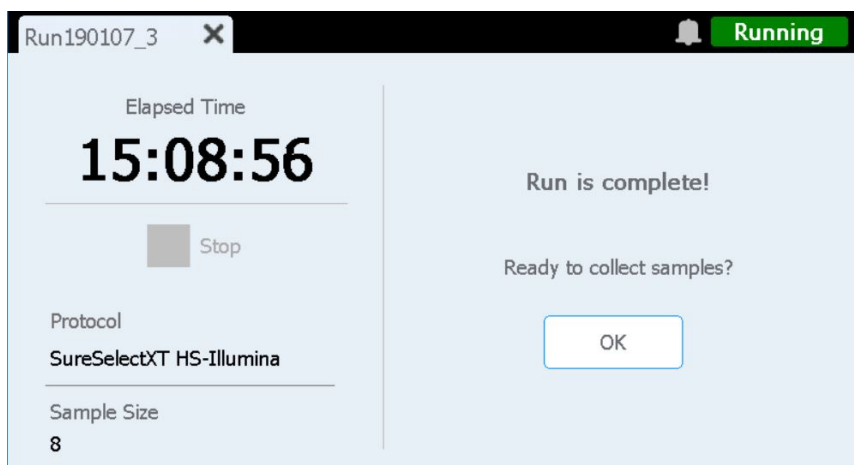 Run190107_3
Running
Elapsed Time
15:08:56
Stop
Protocol
SureSelectXT HS-Illumina
Sample Size
8
Run is complete!
Ready to collect samples?
OK